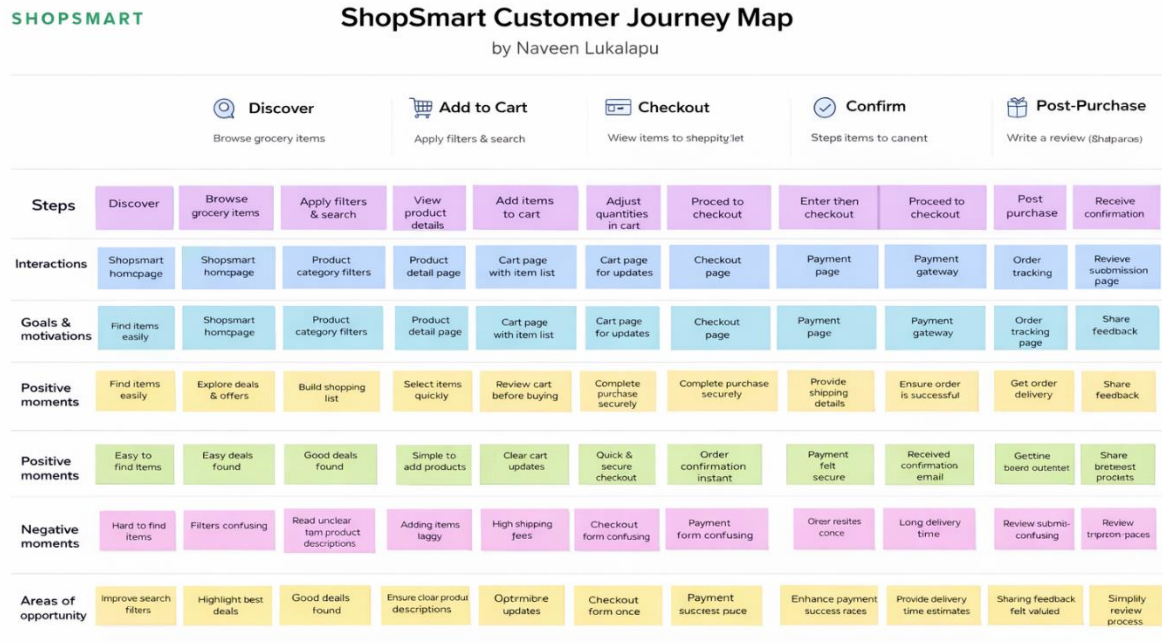 SHOPSMART
ShopSmart Customer Journey Map
by Naveen Lukalapu
Discover
Add to Cart
Checkout
Confirm
Post-Purchase
Browse grocery items
Apply filters & search
Wiew items to sheppity:let
Steps items to canent
Write a review
Steps
Discover
Browse
grocery items
Apply filters
& search
View
product
details
Add items
to cart
Adjust
quantities
in cart
Proced to
checkout
Enter then
checkout
Proceed to
checkout
Post
purchase
Receive
confirmation
Interactions
Shopsmart
homepage
Shopsmart
homepage
Product
category filters
Product
detail page
Cart page
with item list
Cart page
for updates
Checkout
page
Payment
page
Payment
gateway
Order
tracking
Revieve
suobmission
page
Goals &
motivations
Find items
easily
Shopsmart
homepage
Product
category filters
Product
detail page
Cart page
with item list
Cart page
for updates
Checkout
page
Payment
page
Payment
gateway
Order
tracking
page
Share
feedback
Positive
moments
Find items
easily
Explore deals
& offers
Build shopping
list
Select items
quickly
Review cart
before buying
Complete
purchase
securely
Complete purchase
securely
Provide
shipping
details
Ensure order
is successful
Get order
delivery
Share
feedback
Positive
moments
Easy to
find Items
Easy deals
found
Good deals
found
Simple to
add products
Clear cart
updates
Quick &
secure
checkout
Order
confirmation
instant
Payment
felt
secure
Received
confirmation
email
Gettine
beerd outentet
Share
breteest
procists
Negative
moments
Hard to find
items
Filters confusing
Read unclear
tam product
descriptions
Adding items
laggy
High shipping
fees
Checkout
form confusing
Payment
form confusing
resites
conce
Long delivery
time
Review submis-
confusing
Review
Areas of
opportunity
Improve search
filters
Highlight best
deals
Good deaills
found
Ensure cloar produt
descriptions
Optrmibre
updates
Checkout
form once
Payment
sucrest puce
Enhance payment
success races
Provide delivery
time estimates
Sharing feedback
felt valuled
Simplily
review
process